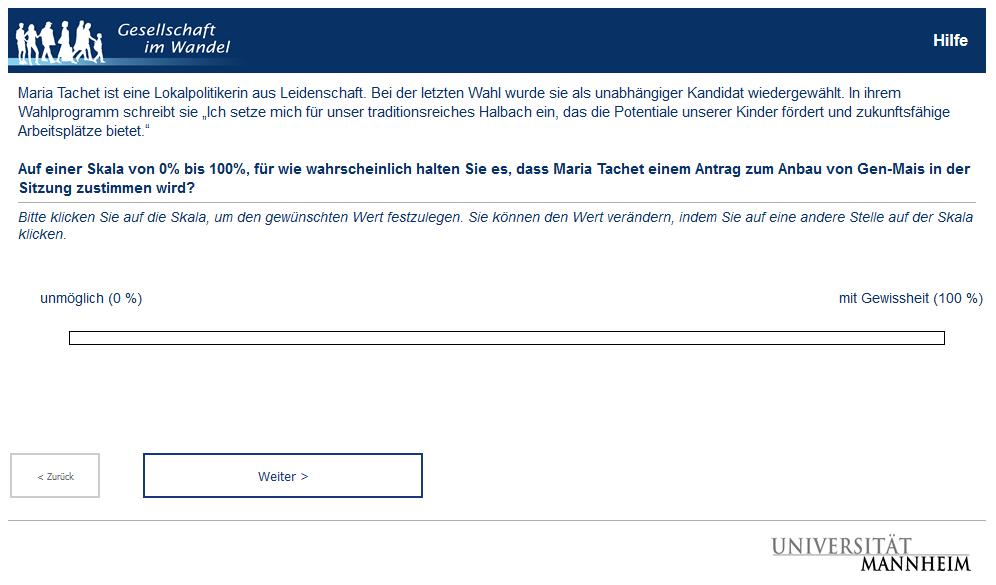 Gesellschaft
im Wandel
Hilfe
Maria Tachet ist eine Lokalpolitikerin aus Leidenschaft. Bei der letzten Wahl wurde sie als unabhängiger Kandidat wiedergewählt. In ihrem
Wahlprogramm schreibt sie „Ich setze mich für unser traditionsreiches Halbach ein, das die Potentiale unserer Kinder fördert und zukunftsfähige
Arbeitsplätze bietet.“
Auf einer Skala von 0% bis 100%, für wie wahrscheinlich halten Sie es, dass Maria Tachet einem Antrag zum Anbau von Gen-Mais in der
Sitzung zustimmen wird?
Bitte klicken Sie auf die Skala, um den gewünschten Wert festzulegen. Sie können den Wert verändern, indem Sie auf eine andere Stelle auf der Skala
klicken.
unmöglich (0 %)
mit Gewissheit (100 %)
< Zurück
Weiter >
UNIVERSITÄT
MANNHEIM